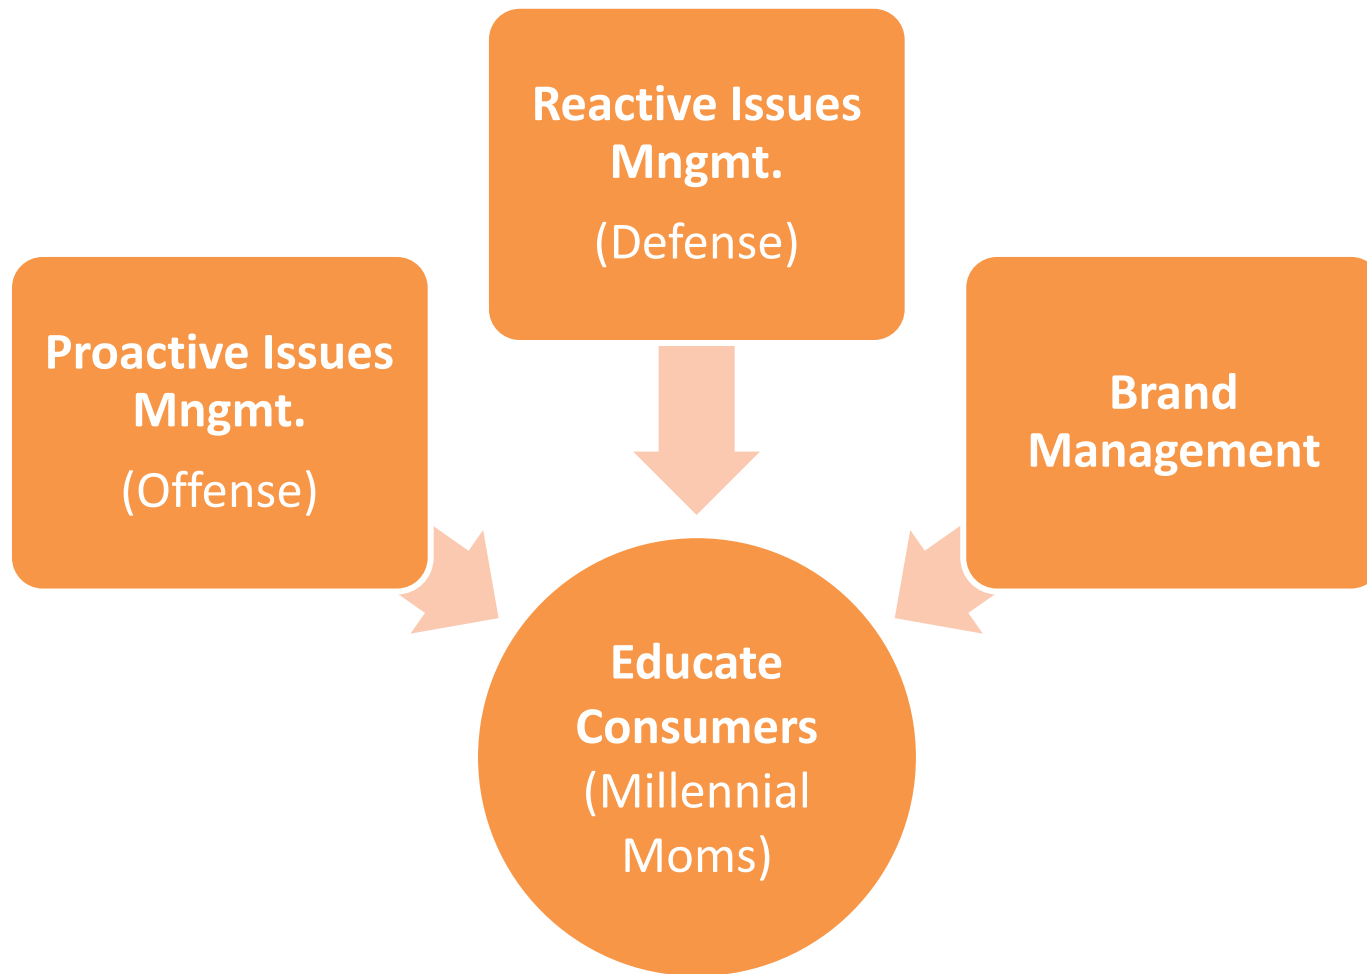 Reactive Issues
Mngmt.
(Defense)
Proactive Issues
Mngmt.
(Offense)
Brand
Management
Educate
Consumers
(Millennial
Moms)